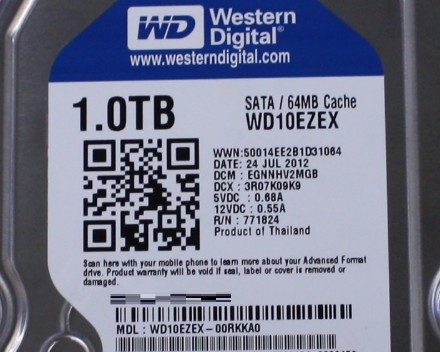 WD Western
Digital®
www.westerndigital.com
1.0TB
SATA / 64MB Cache
WD10EZEX
WWN:50014EE2B1D31064
DATE: 24 JUL 2012
DCM : EGNNHV2MGB
DCX : 3R07K09K9
5VDC : 0.68A
12VDC : 0.55A
R/N : 771824
Product of Thailand
Scan here with your mobile phone to learn more about your Advanced Format
drive. Product warranty will be void if seal, label or cover is removed or
damaged.
MDL : WD10EZEX-00RKKA0